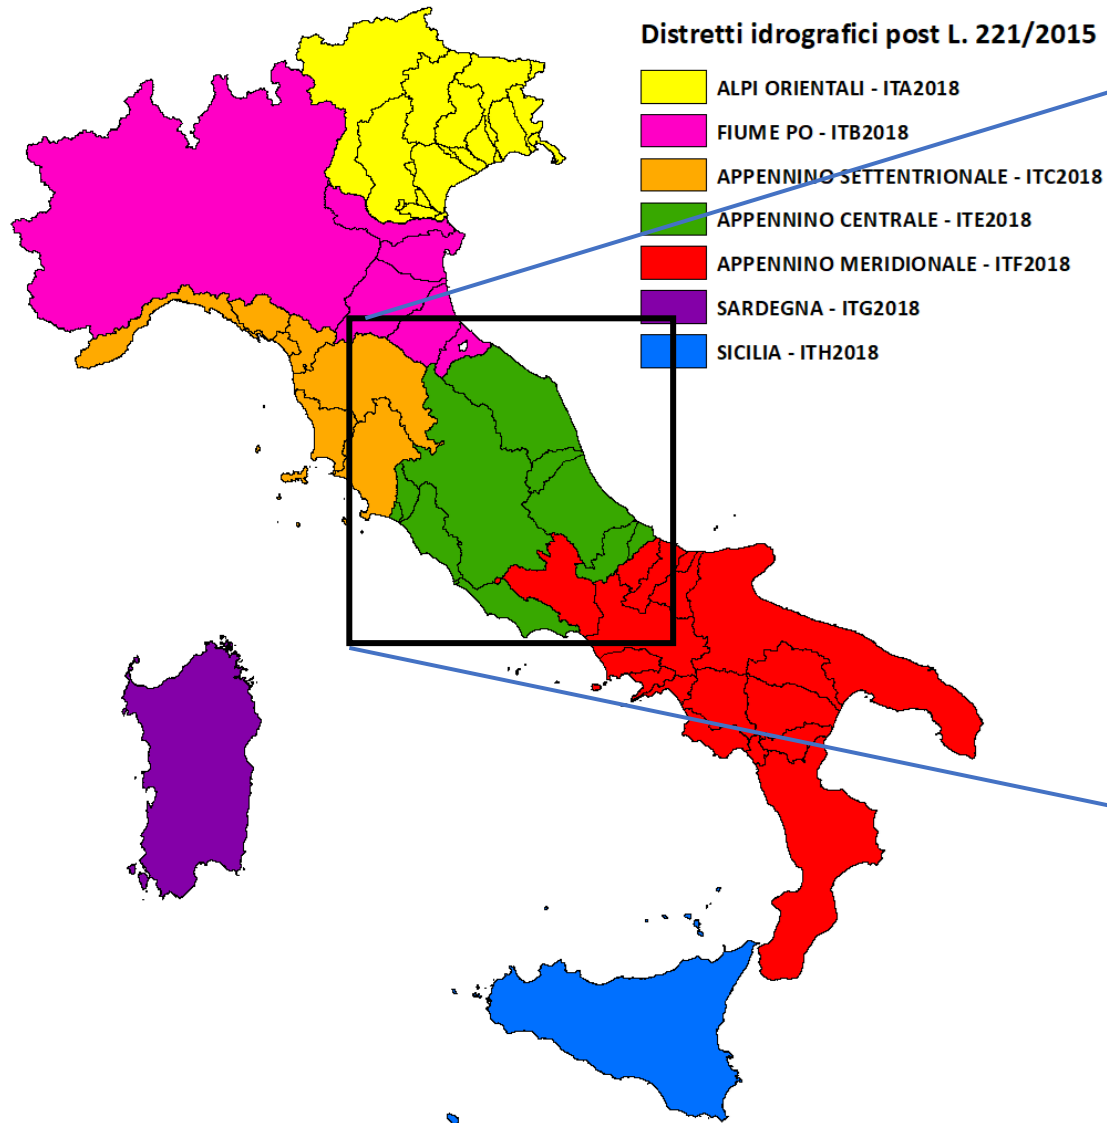 Distretti idrografici post L. 221/2015
ALPI ORIENTALI - ITA2018
FIUME PO - ITB2018
APPENNINO SETTENTRIONALE - ITC2018
APPENNINO CENTRALE - ITE2018
APPENNINO MERIDIONALE - ITF2018
SARDEGNA - ITG2018
SICILIA - ITH2018